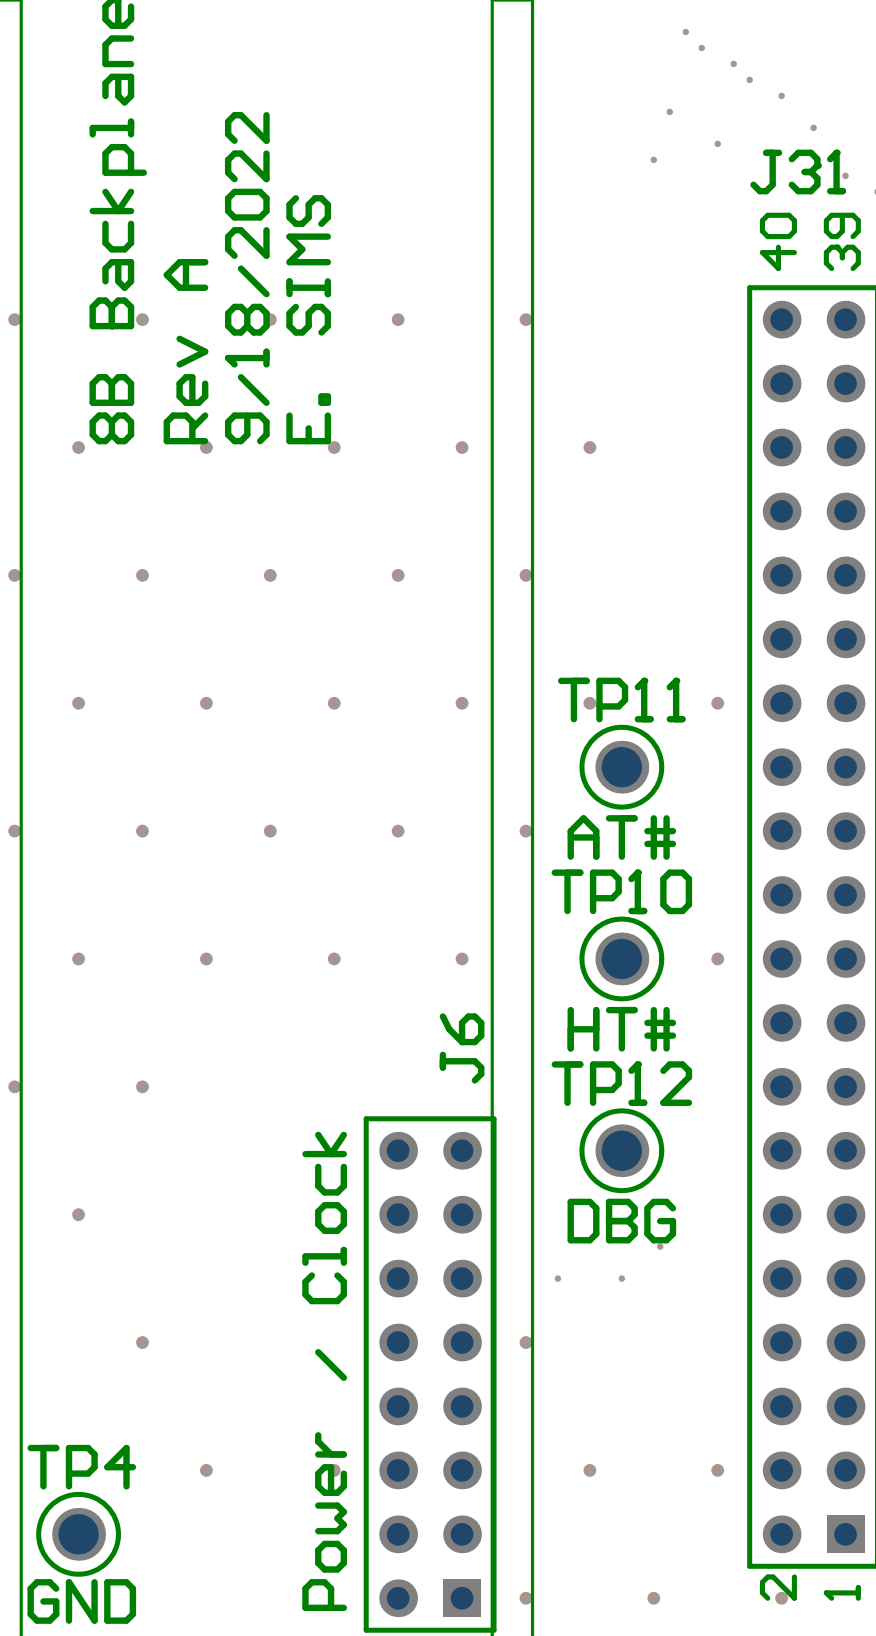 8B Backplane
Rev A
9/18/2022
E. SIMS
J31
40 39
TP11
AT#
TP10
HT#
TP12
DBG
J6
Power / Clock
TP4
GND
2 1